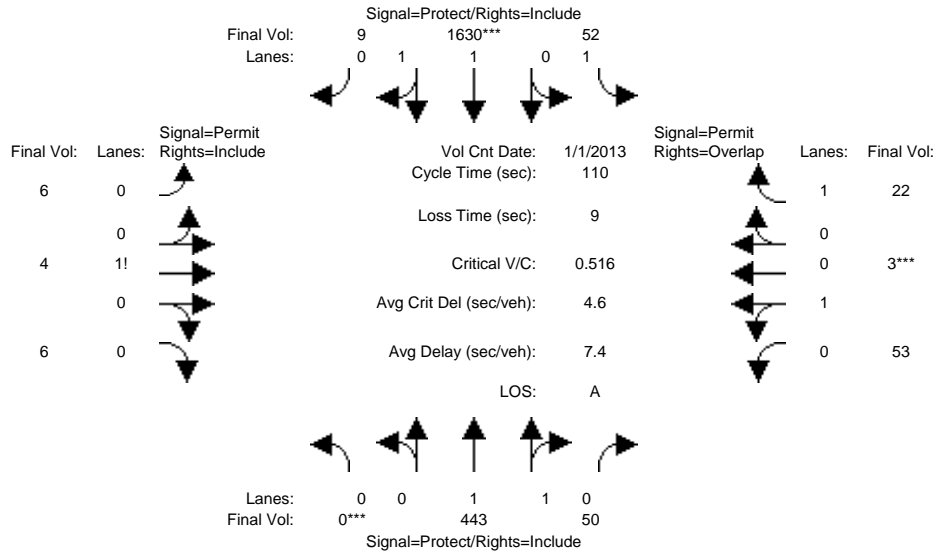 Signal=Protect/Rights=Include
Final Vol: 9 1630*** 52
Lanes: 0 1 1 0 1
Signal=Permit
Final Vol: Lanes: Rights=Include
Vol Cnt Date: 1/1/2013
Signal=Permit
Rights=Overlap Lanes: Final Vol:
Cycle Time (sec): 110
6 0
1 22
Loss Time (sec): 9
0
0
4 1!
Critical V/C: 0.516
0 3***
0
Avg Crit Del (sec/veh): 4.6
1
6 0
Avg Delay (sec/veh): 7.4
0 53
LOS: A
Lanes: 0 0 1 1 0
Final Vol: 0*** 443 50
Signal=Protect/Rights=Include